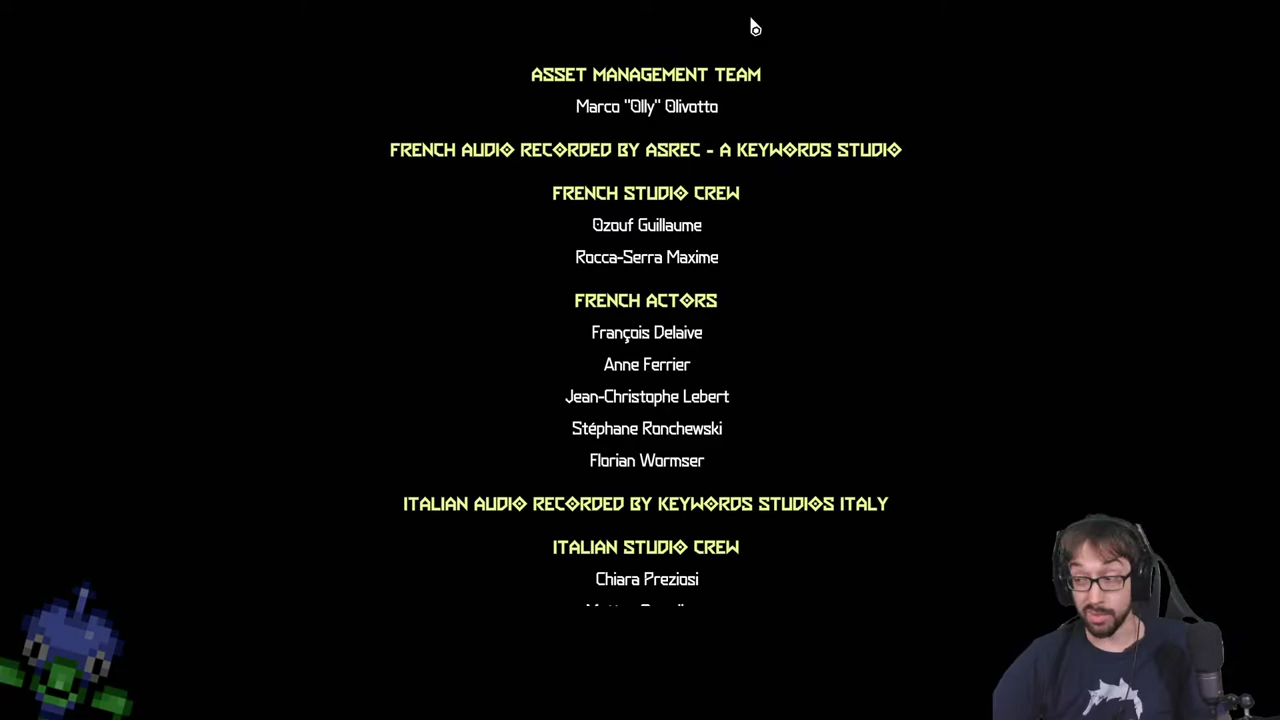 ASSET MANAGEMENT TEAM
Marco "Olly" Olivotto
FRENCH AUDIO RECORDED BY ASREC - A KEYWORDS STUDIO
FRENCH STUDIO CREW
Ozouf Guillaume
Rocca-Serra Maxime
FRENCH ACTORS
François Delaive
Anne Ferrier
Jean-Christophe Lebert
Stéphane Ronchewski
Florian Wormser
ITALIAN AUDIO RECORDED BY KEYWORDS STUDIOS ITALY
ITALIAN STUDIO CREW
Chiara Preziosi